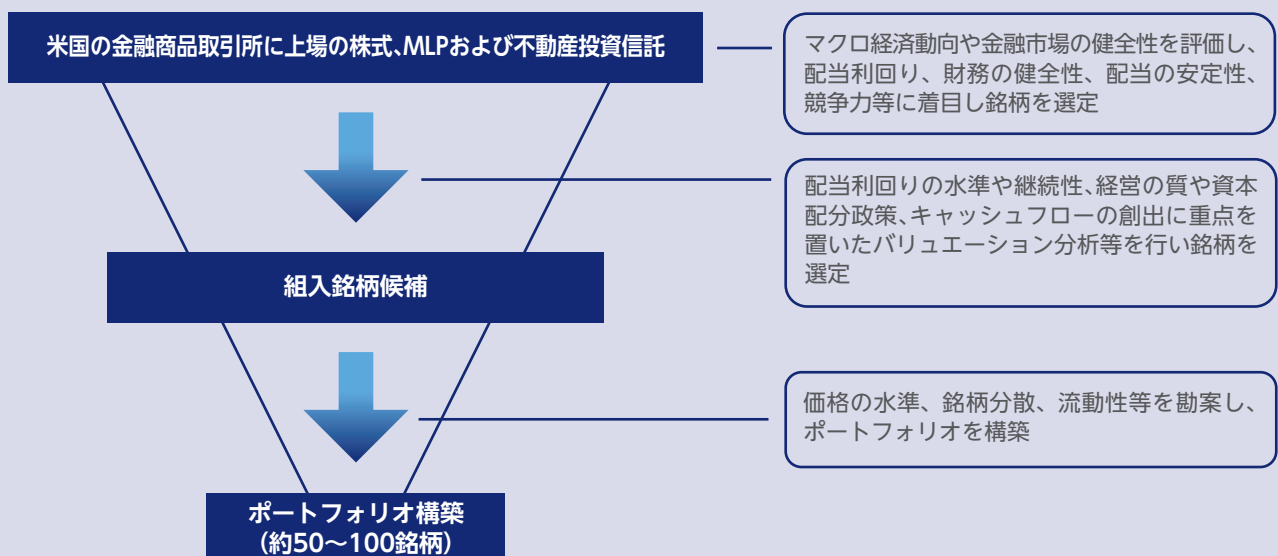 米国の金融商品取引所に上場の株式、MLPおよび不動産投資信託
マクロ経済動向や金融市場の健全性を評価し、
配当利回り、財務の健全性、配当の安定性、
競争力等に着目し銘柄を選定
配当利回りの水準や継続性、経営の質や資本
配分政策、キャッシュフローの創出に重点を
置いたバリュエーション分析等を行い銘柄を
選定
組入銘柄候補
価格の水準、銘柄分散、流動性等を勘案し、
ポートフォリオを構築
ポートフォリオ構築
(約50〜100銘柄)